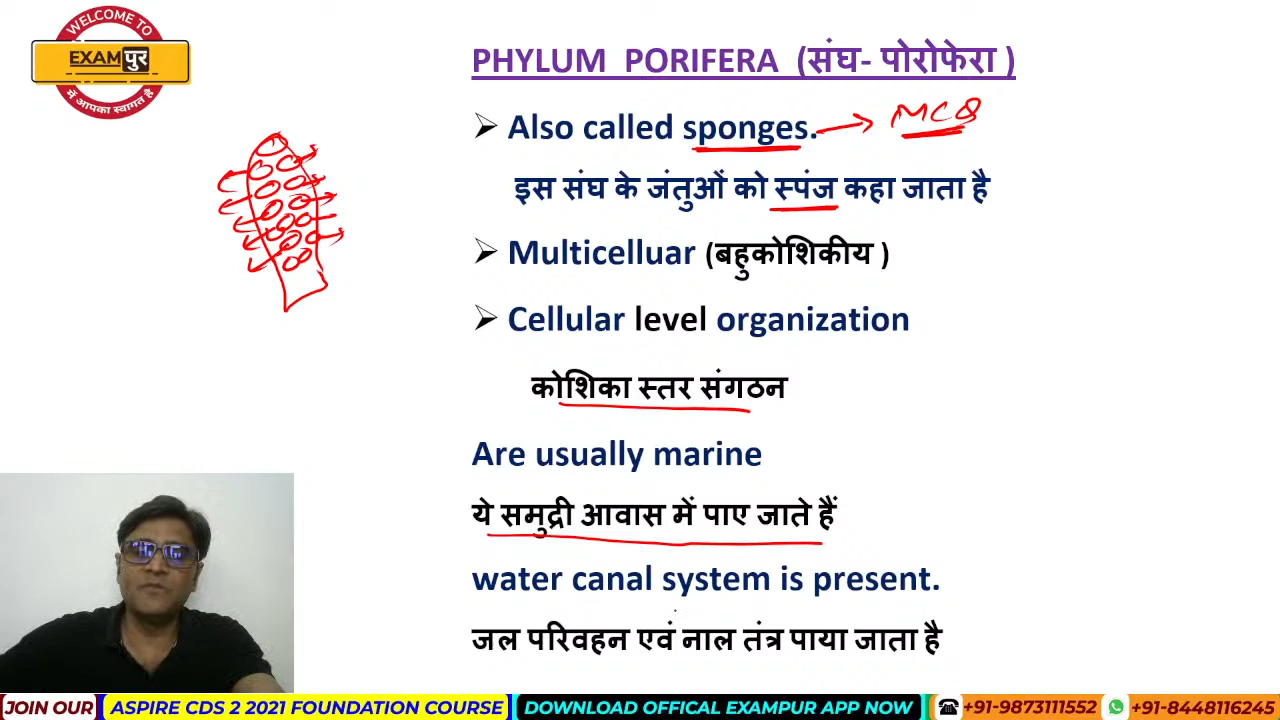 WELCOME TO
EXAMपुर
में आपका स्वागत है
PHYLUM PORIFERA (संघ- पोरोफेरा )
➢ Also called sponges. → MCQ
इस संघ के जंतुओं को स्पंज कहा जाता है
➢ Multicelluar (बहुकोशिकीय )
➢ Cellular level organization
कोशिका स्तर संगठन
Are usually marine
ये समुद्री आवास में पाए जाते हैं
water canal system is present.
जल परिवहन एवं नाल तंत्र पाया जाता है
JOIN OUR ASPIRE CDS 2 2021 FOUNDATION COURSE DOWNLOAD OFFICAL EXAMPUR APP NOW +91-9873111552 +91-8448116245